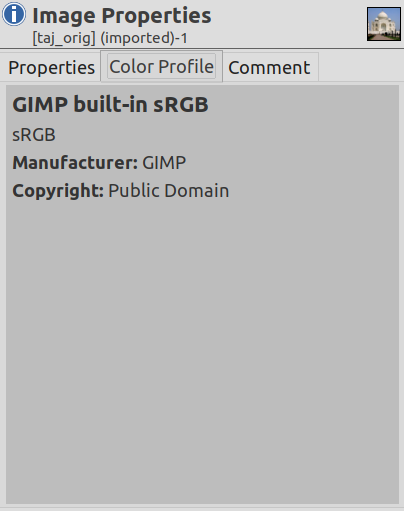 Image Properties
[taj_orig] (imported)-1
Properties Color Profile Comment
GIMP built-in sRGB
sRGB
Manufacturer: GIMP
Copyright: Public Domain